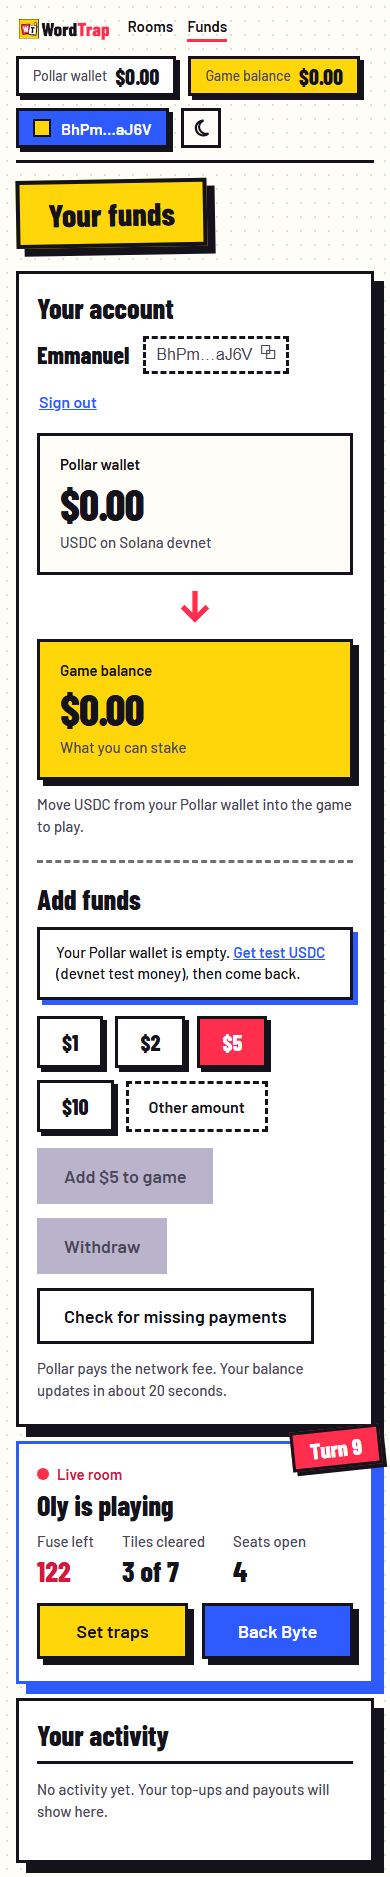 WT WordTrap Rooms Funds
Pollar wallet $0.00 Game balance $0.00
BhPm...aJ6V
Your funds
Your account
Emmanuel BhPm...aJ6V
Sign out
Pollar wallet
$0.00
USDC on Solana devnet
Game balance
$0.00
What you can stake
Move USDC from your Pollar wallet into the game
to play.
Add funds
Your Pollar wallet is empty. Get test USDC
(devnet test money), then come back.
$1 $2 $5
$10 Other amount
Add $5 to game
Withdraw
Check for missing payments
Pollar pays the network fee. Your balance
updates in about 20 seconds.
Turn 9
Live room
Oly is playing
Fuse left Tiles cleared Seats open
122 3 of 7 4
Set traps Back Byte
Your activity
No activity yet. Your top-ups and payouts will
show here.